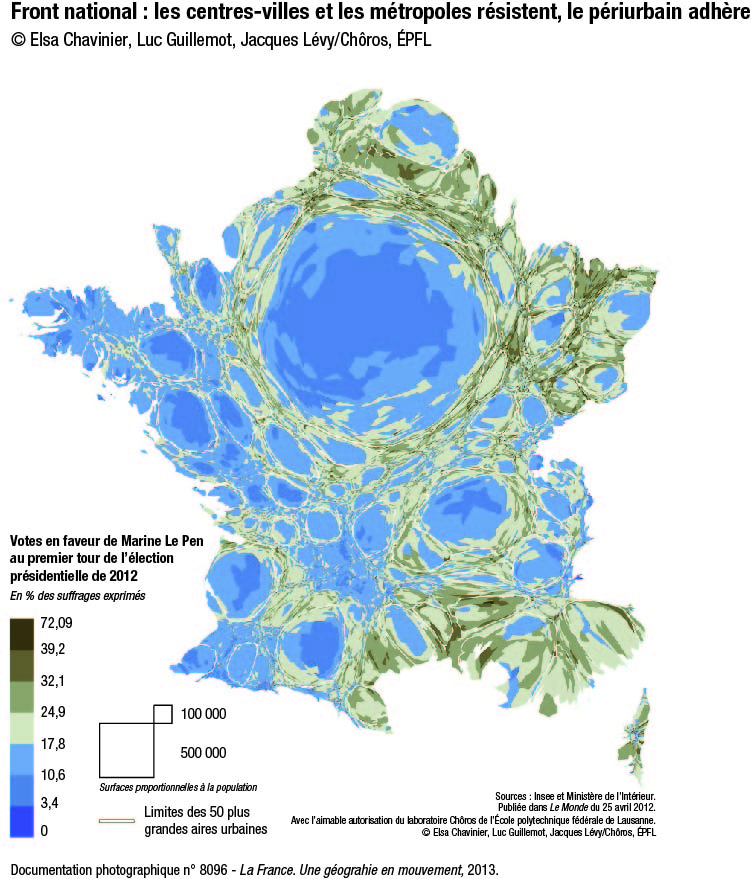 Front national : les centres-villes et les métropoles résistent, le périurbain adhère
© Elsa Chavinier, Luc Guillemot, Jacques Lévy/Chôros, ÉPFL
Votes en faveur de Marine Le Pen
au premier tour de l'élection
présidentielle de 2012
En % des suffrages exprimés
72,09
39,2
32,1
24,9
17,8
10,6
3,4
0
100 000
500 000
Surfaces proportionnelles à la population
Limites des 50 plus
grandes aires urbaines
Sources : Insee et Ministère de l'Intérieur.
Publiée dans Le Monde du 25 avril 2012.
Avec l'aimable autorisation du laboratoire Chôros de l'École polytechnique fédérale de Lausanne.
© Elsa Chavinier, Luc Guillemot, Jacques Lévy/Chôros, ÉPFL
Documentation photographique n° 8096 - La France. Une géograhie en mouvement, 2013.